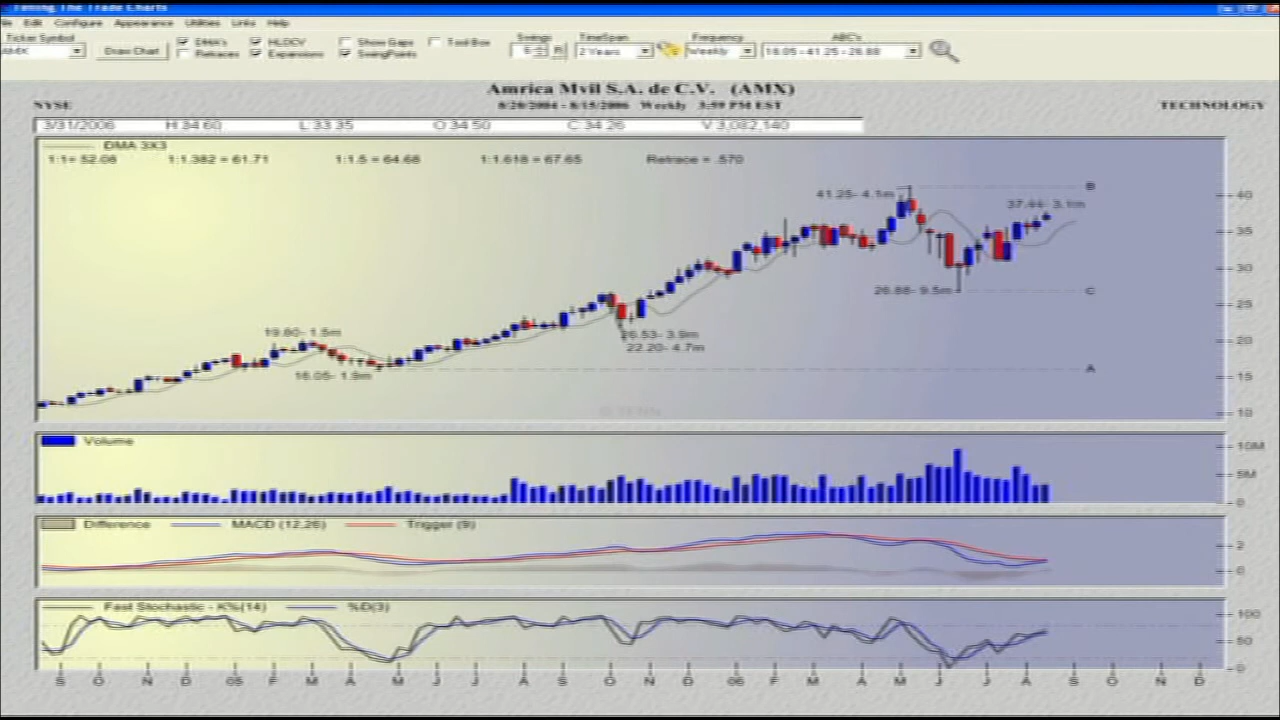 Timing The Trade Charts
Edit Configure Appearance Utilities Links Help
Ticker Symbol Swings TimeSpan Frequency ABC's
AMX Draw Chart DMA's HLOCV Show Gaps Tool Box 2 Years Weekly 16.05 - 41.25 - 26.88
Retraces Expansions SwingPoints
Amrica Mvil S.A. de C.V. (AMX)
NYSE 8/20/2004 - 8/15/2006 Weekly 3:59 PM EST TECHNOLOGY
3/31/2006 H 34.60 L 33.35 O 34.50 C 34.26 V 3,082,140
DMA 3X3
1:1= 52.08 1:1.382 = 61.71 1:1.5 = 64.68 1:1.618 = 67.65 Retrace = .570
41.25- 4.1m B
40
37.44- 3.1m
35
30
26.88- 9.5m C
25
19.80- 1.5m 26.53- 3.9m
20
22.20- 4.7m
16.05- 1.9m A
15
10
Volume 10M
5M
0
Difference MACD (12,26) Trigger (9)
2
0
Fast Stochastic - K%(14) %D(3) 100
50
0
S O N D 05 F M A M J J A S O N D 06 F M A M J J A S O N D